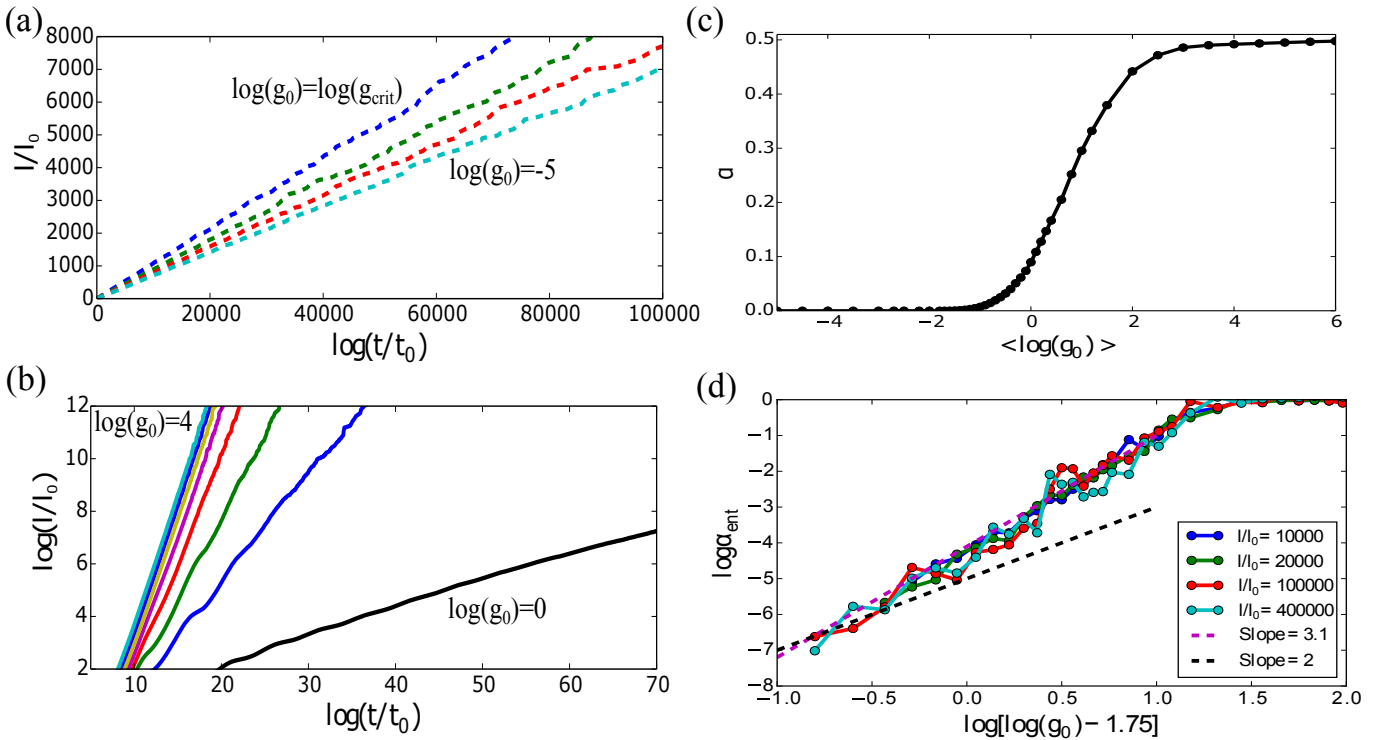 (a)
8000
7000
6000
5000
4000
3000
2000
1000
0
l/l₀
log(g₀)=log(g_crit)
log(g₀)=-5
0 20000 40000 60000 80000 100000
log(t/t₀)
(b)
12
10
8
6
4
2
log(l/l₀)
log(g₀)=4
log(g₀)=0
10 20 30 40 50 60 70
log(t/t₀)
(c)
0.5
0.4
0.3
0.2
0.1
0.0
α
−4 −2 0 2 4 6
<log(g₀)>
(d)
0
−1
−2
−3
−4
−5
−6
−7
−8
logα_ent
l/l₀= 10000
l/l₀= 20000
l/l₀= 100000
l/l₀= 400000
Slope= 3.1
Slope= 2
−1.0 −0.5 0.0 0.5 1.0 1.5 2.0
log[log(g₀)− 1.75]